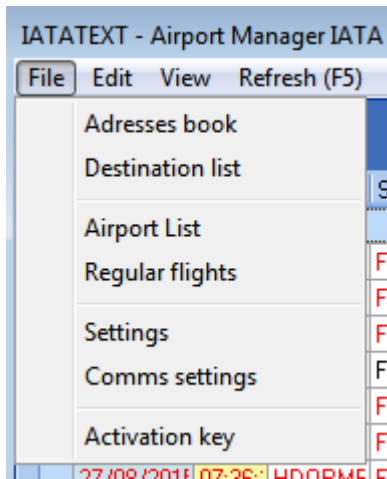 IATATEXT - Airport Manager IATA
File Edit View Refresh (F5)
Adresses book
Destination list
Airport List
Regular flights
Settings
Comms settings
Activation key